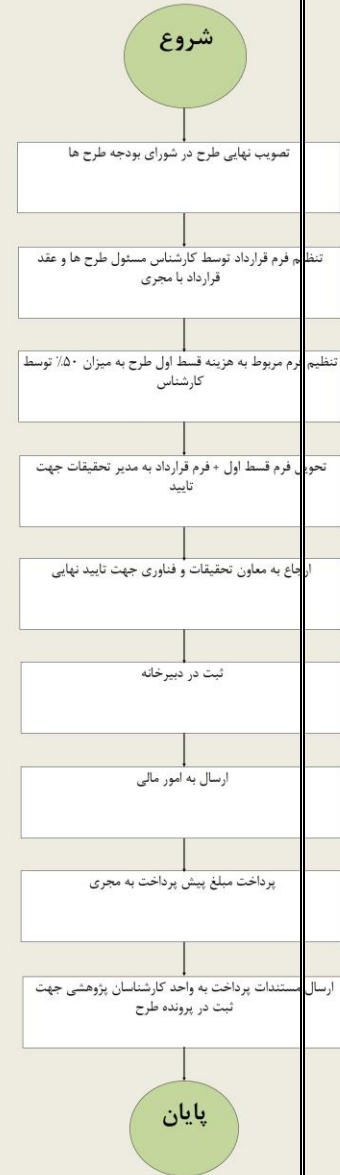 شروع
تصویب نهایی طرح در شورای بودجه طرح ها
تنظیم فرم قرارداد توسط کارشناس مسئول طرح ها و عقد
قرارداد با مجری
تنظیم فرم مربوط به هزینه قسط اول طرح به میزان ۵۰٪ توسط
کارشناس
تحویل فرم قسط اول + فرم قرارداد به مدیر تحقیقات جهت
تایید
ارجاع به معاون تحقیقات و فناوری جهت تایید نهایی
ثبت در دبیرخانه
ارسال به امور مالی
پرداخت مبلغ پیش پرداخت به مجری
ارسال مستندات پرداخت به واحد کارشناسان پژوهشی جهت
ثبت در پرونده طرح
پایان